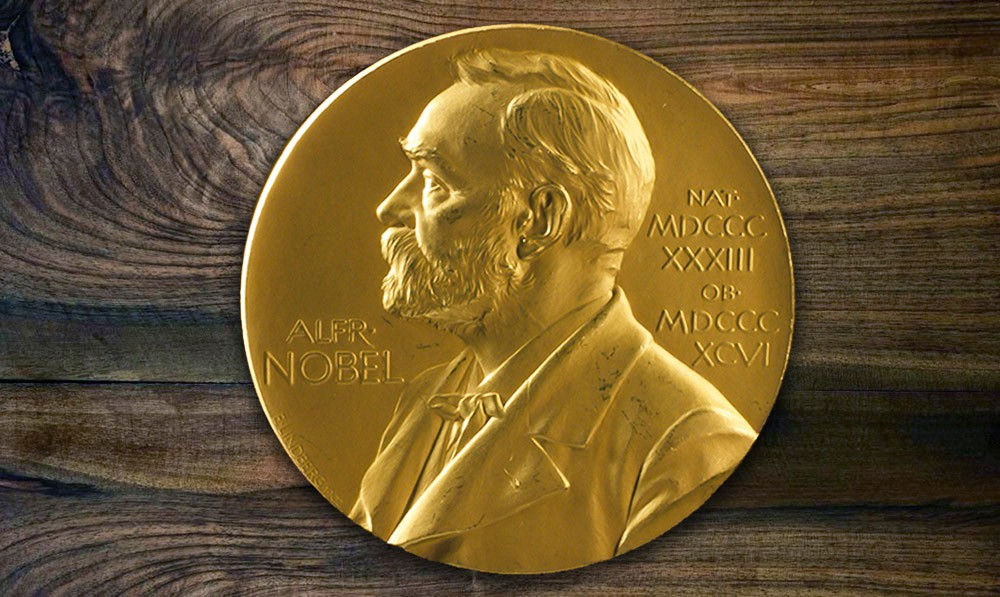 ALFR·
NOBEL
NAT·
MDCCC
XXXIII
OB·
MDCCC
XCVI